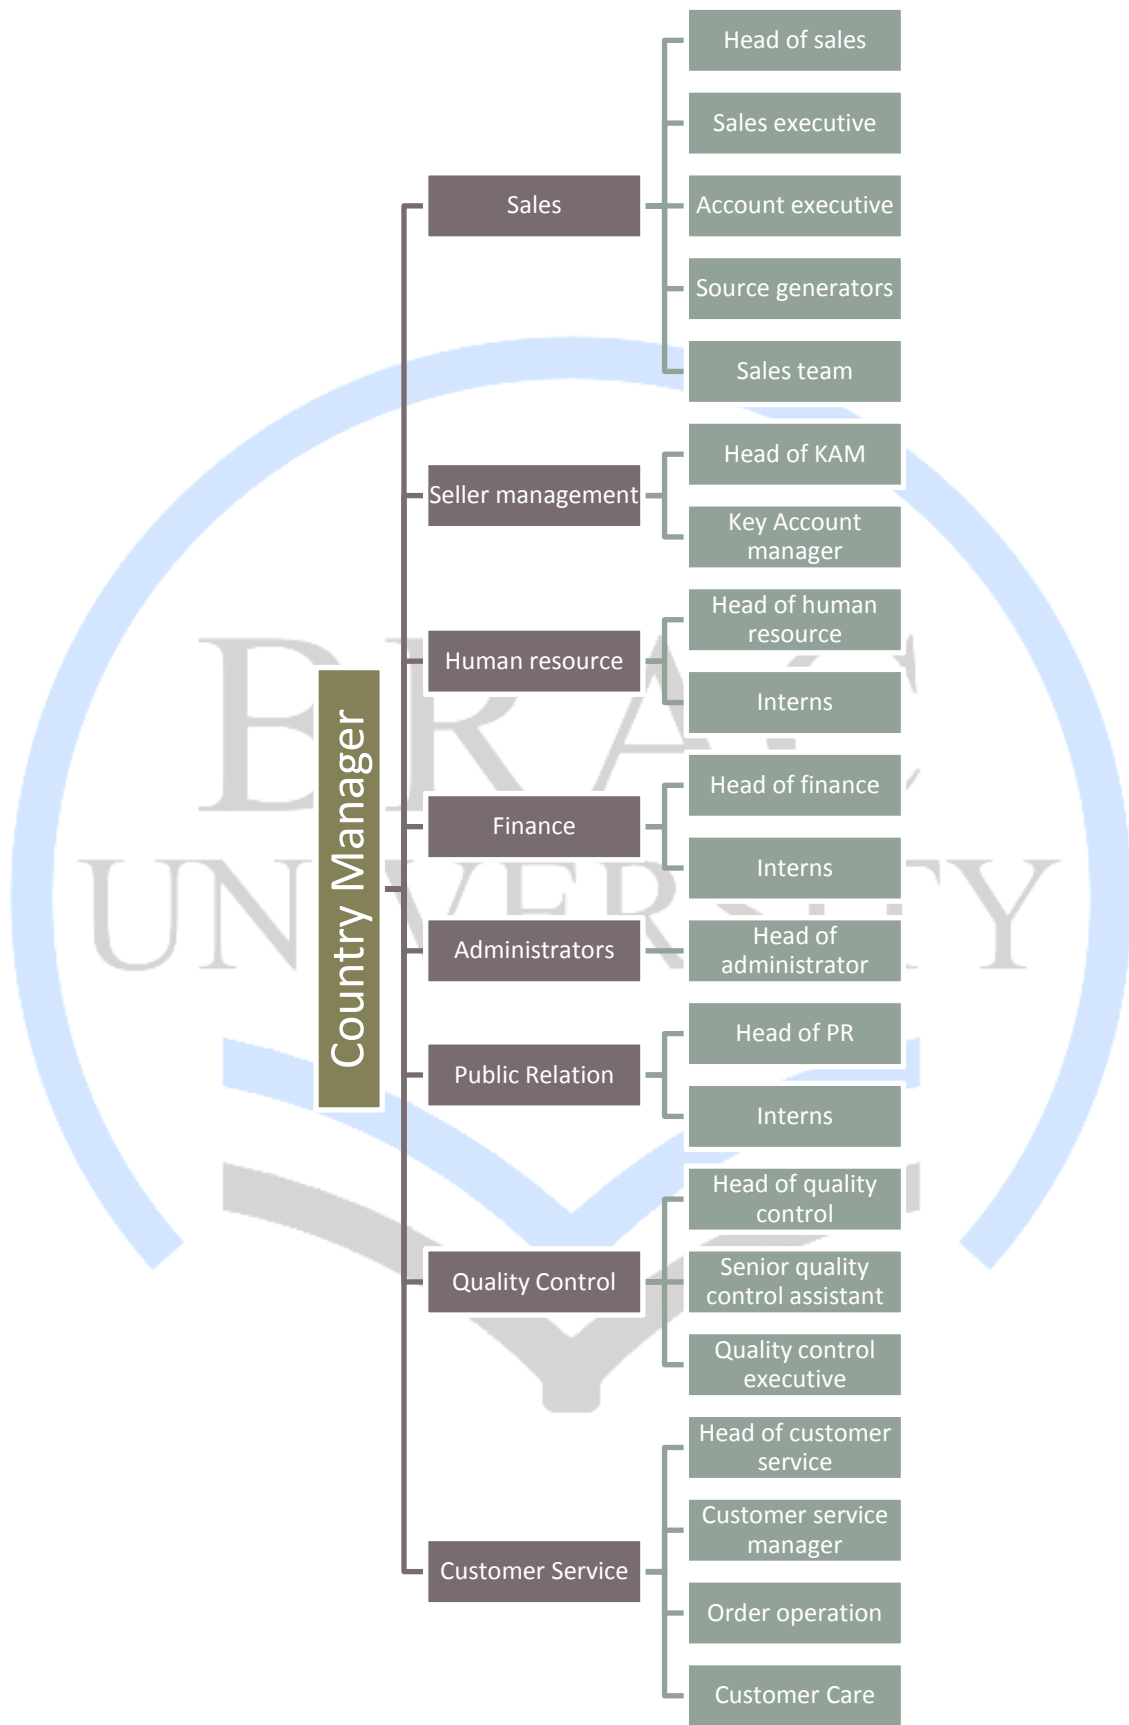 Country Manager
Sales
Head of sales
Sales executive
Account executive
Source generators
Sales team
Seller management
Head of KAM
Key Account
manager
Human resource
Head of human
resource
Interns
Finance
Head of finance
Interns
Administrators
Head of
administrator
Public Relation
Head of PR
Interns
Quality Control
Head of quality
control
Senior quality
control assistant
Quality control
executive
Customer Service
Head of customer
service
Customer service
manager
Order operation
Customer Care
BRAC
UNIVERSITY